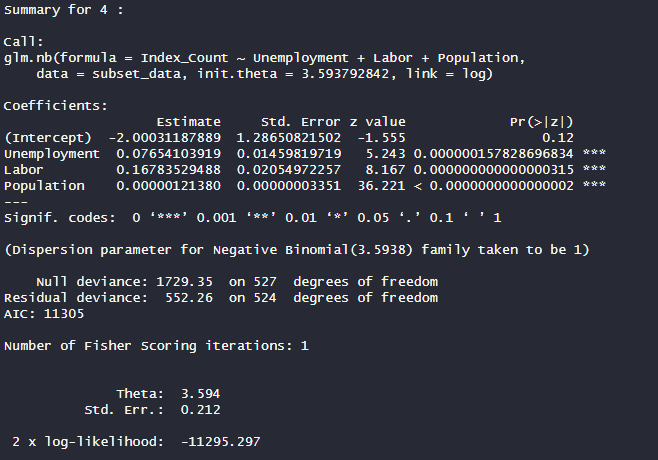 Summary for 4 :
Call:
glm.nb(formula = Index_Count ~ Unemployment + Labor + Population,
    data = subset_data, init.theta = 3.593792842, link = log)
Coefficients:
                    Estimate     Std. Error z value             Pr(>|z|)
(Intercept)  -2.00031187889  1.28650821502  -1.555                 0.12
Unemployment  0.07654103919  0.01459819719   5.243 0.000000157828696834 ***
Labor         0.16783529488  0.02054972257   8.167 0.000000000000000315 ***
Population    0.00000121380  0.00000003351  36.221 < 0.0000000000000002 ***
---
Signif. codes:  0 ‘***’ 0.001 ‘**’ 0.01 ‘*’ 0.05 ‘.’ 0.1 ‘ ’ 1
(Dispersion parameter for Negative Binomial(3.5938) family taken to be 1)
    Null deviance: 1729.35  on 527  degrees of freedom
Residual deviance:  552.26  on 524  degrees of freedom
AIC: 11305
Number of Fisher Scoring iterations: 1
              Theta:  3.594
          Std. Err.:  0.212
 2 x log-likelihood:  -11295.297